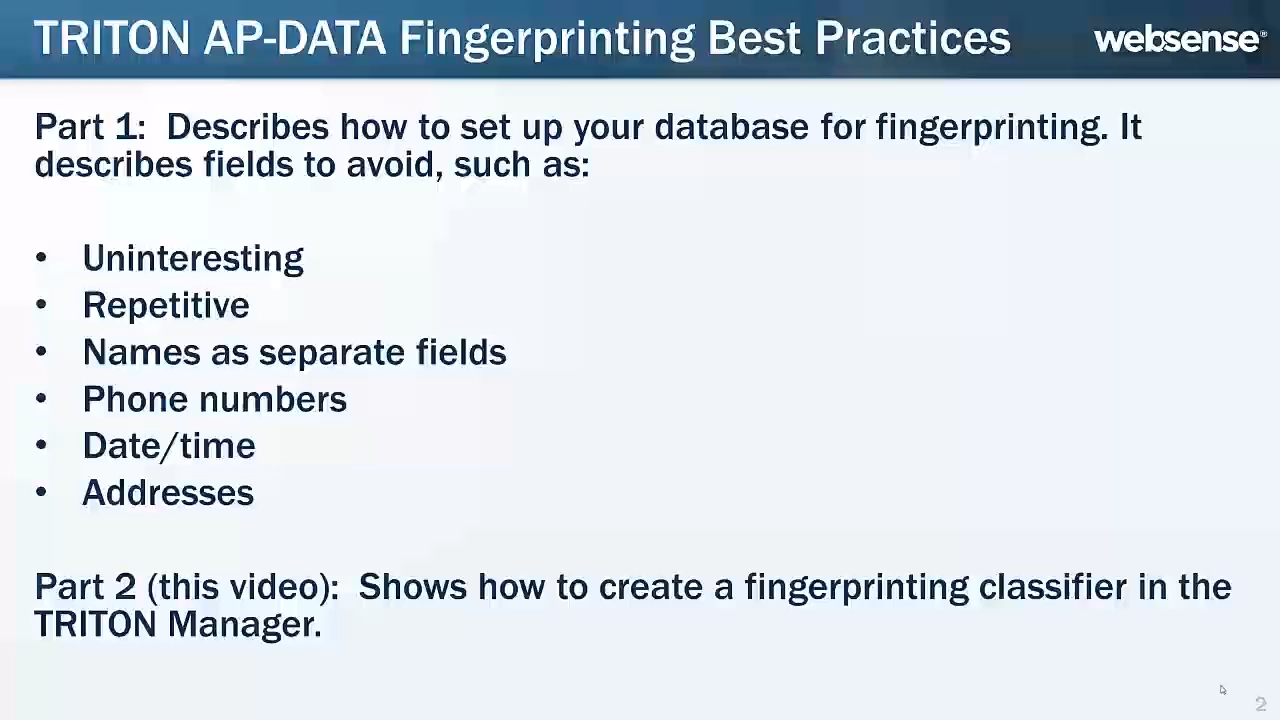 TRITON AP-DATA Fingerprinting Best Practices
websense®
Part 1:  Describes how to set up your database for fingerprinting. It
describes fields to avoid, such as:
• Uninteresting
• Repetitive
• Names as separate fields
• Phone numbers
• Date/time
• Addresses
Part 2 (this video):  Shows how to create a fingerprinting classifier in the
TRITON Manager.
2